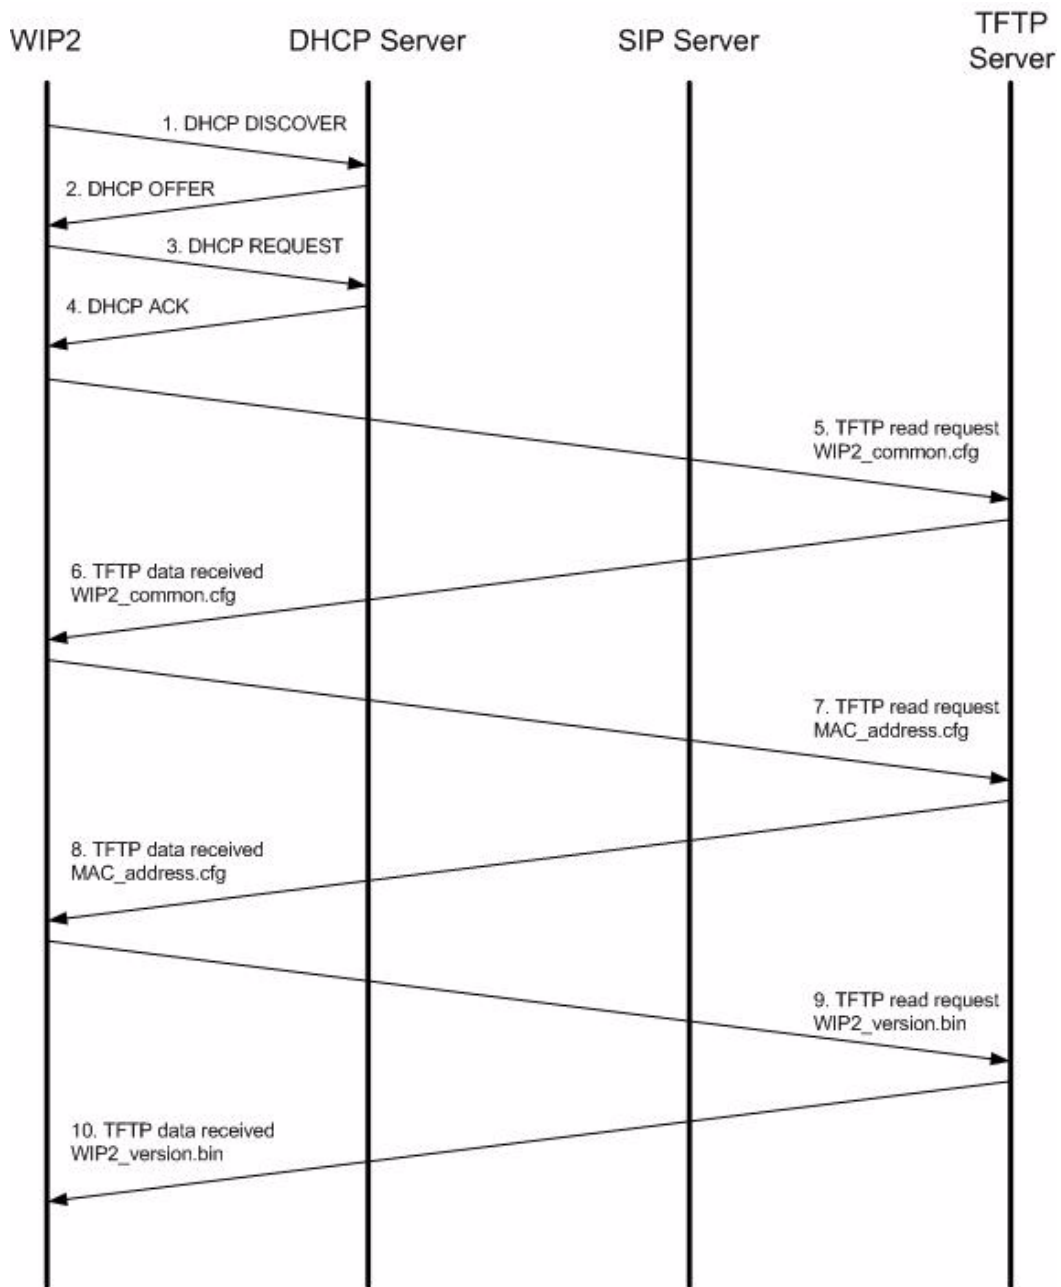 WIP2
DHCP Server
SIP Server
TFTP
Server
1. DHCP DISCOVER
2. DHCP OFFER
3. DHCP REQUEST
4. DHCP ACK
5. TFTP read request
WIP2_common.cfg
6. TFTP data received
WIP2_common.cfg
7. TFTP read request
MAC_address.cfg
8. TFTP data received
MAC_address.cfg
9. TFTP read request
WIP2_version.bin
10. TFTP data received
WIP2_version.bin